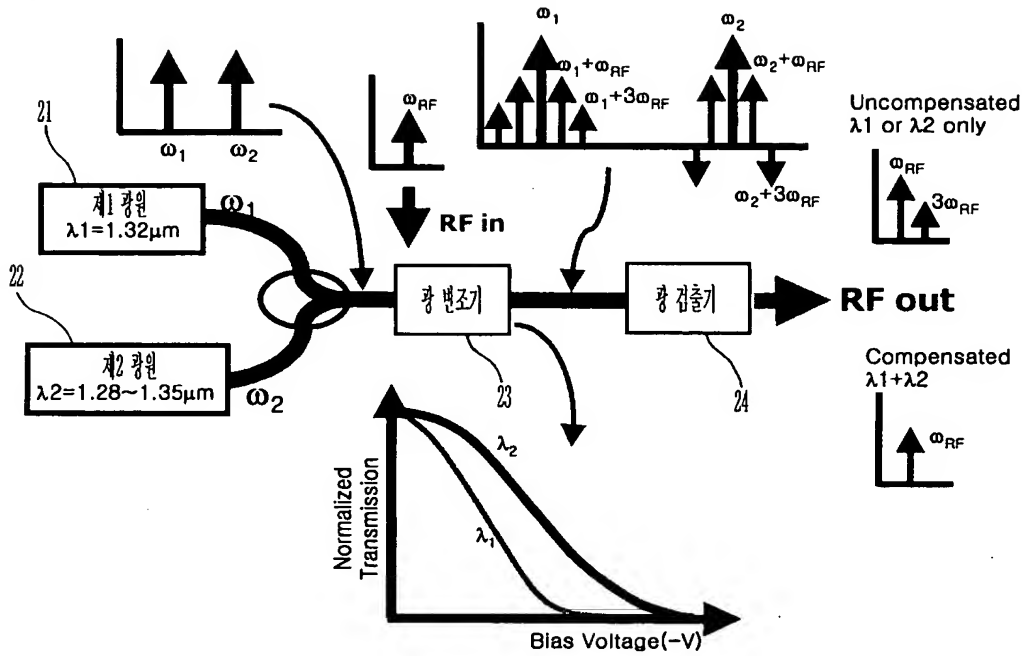 ω1
ω2
ωRF
ω1
ω1+ωRF
ω1+3ωRF
ω2
ω2+ωRF
ω2+3ωRF
Uncompensated
λ1 or λ2 only
ωRF
3ωRF
21
제1 광원
λ1=1.32μm
ω1
RF in
22
제2 광원
λ2=1.28~1.35μm
ω2
광 변조기
23
광 검출기
24
RF out
Compensated
λ1+λ2
ωRF
Normalized
Transmission
λ2
λ1
Bias Voltage(-V)